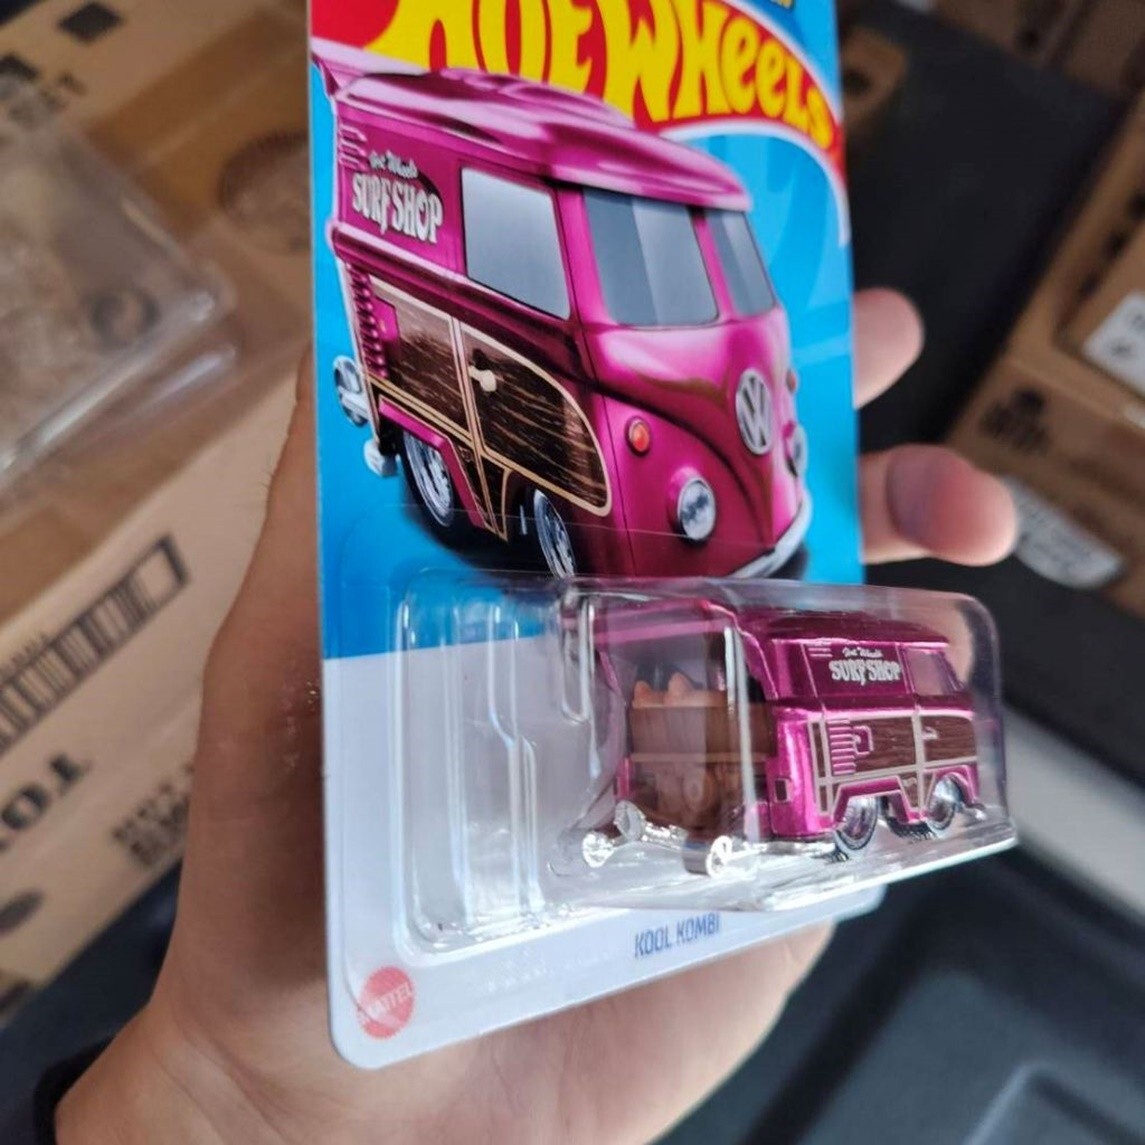 HOT WHEELS
Hot Wheels
SURF SHOP
Hot Wheels
SURF SHOP
KOOL KOMBI
MATTEL